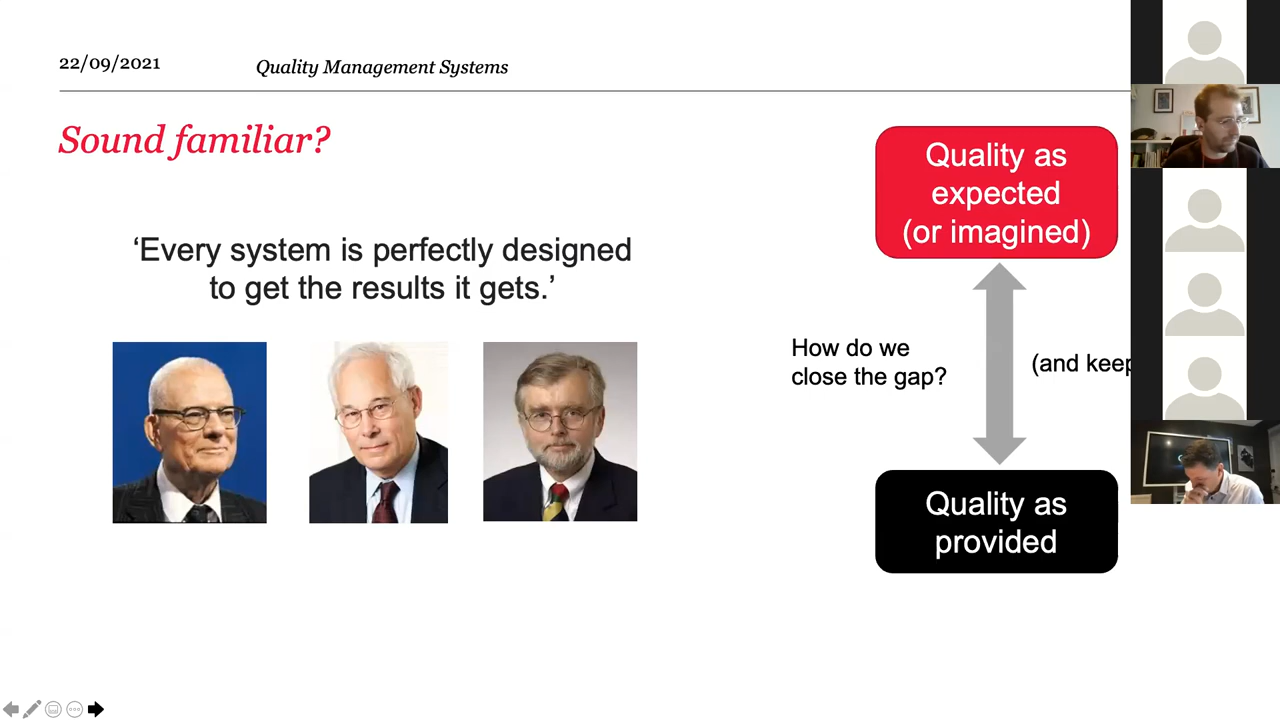 22/09/2021
Quality Management Systems
Sound familiar?
‘Every system is perfectly designed
to get the results it gets.’
Quality as
expected
(or imagined)
How do we
close the gap?
(and keep
Quality as
provided